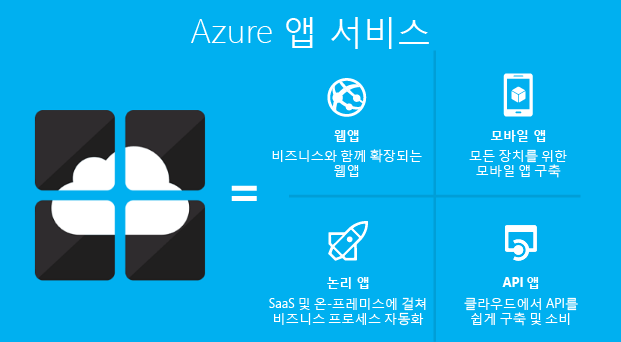 Azure 앱 서비스
=
웹앱
비즈니스와 함께 확장되는
웹앱
모바일 앱
모든 장치를 위한
모바일 앱 구축
논리 앱
SaaS 및 온-프레미스에 걸쳐
비즈니스 프로세스 자동화
API 앱
클라우드에서 API를
쉽게 구축 및 소비